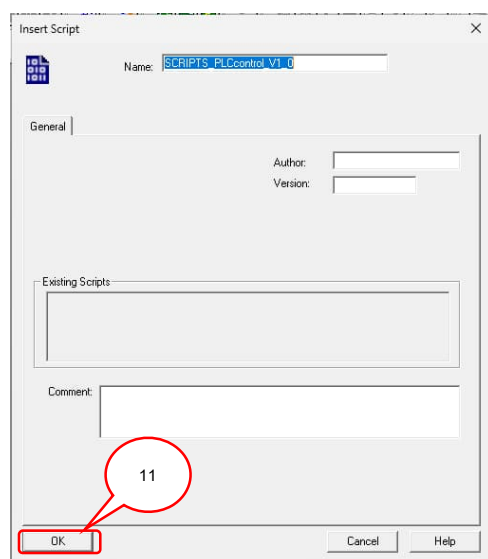 Insert Script
Name: SCRIPTS_PLCcontrol_V1_0
General
Author:
Version:
Existing Scripts
Comment:
11
OK Cancel Help